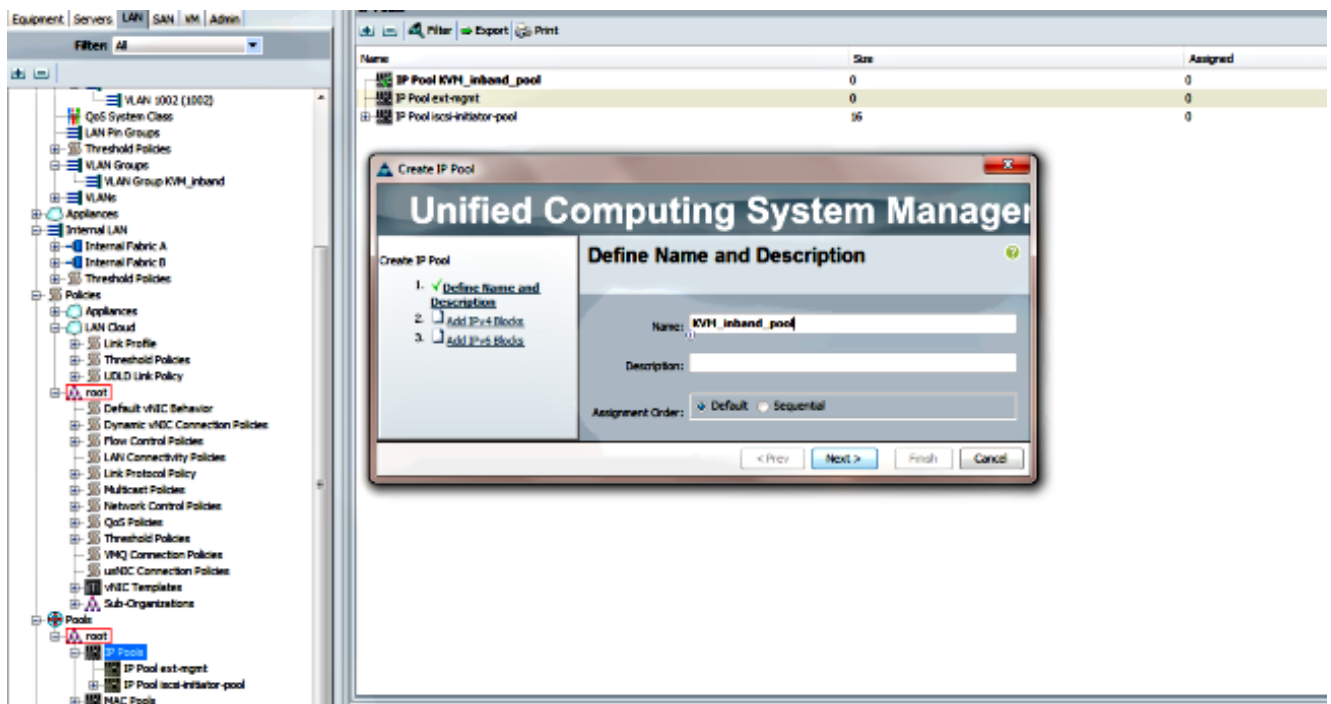 Equipment Servers LAN SAN VM Admin
Filter: All
VLAN 1002 (1002)
QoS System Class
LAN Pin Groups
Threshold Policies
VLAN Groups
VLAN Group KVM_inband
VLANs
Appliances
Internal LAN
Internal Fabric A
Internal Fabric B
Threshold Policies
Policies
Appliances
LAN Cloud
Link Profile
Threshold Policies
UDLD Link Policy
root
Default vNIC Behavior
Dynamic vNIC Connection Policies
Flow Control Policies
LAN Connectivity Policies
Link Protocol Policy
Multicast Policies
Network Control Policies
QoS Policies
Threshold Policies
VMQ Connection Policies
usNIC Connection Policies
vNIC Templates
Sub-Organizations
Pools
root
IP Pools
IP Pool ext-mgmt
IP Pool iscsi-initiator-pool
MAC Pools
Filter Export Print
Name Size Assigned
IP Pool KVM_inband_pool 0 0
IP Pool ext-mgmt 0 0
IP Pool iscsi-initiator-pool 16 0
Create IP Pool
Unified Computing System Manager
Create IP Pool
1. Define Name and
Description
2. Add IPv4 Blocks
3. Add IPv6 Blocks
Define Name and Description
Name: KVM_inband_pool
Description:
Assignment Order: Default Sequential
< Prev Next > Finish Cancel